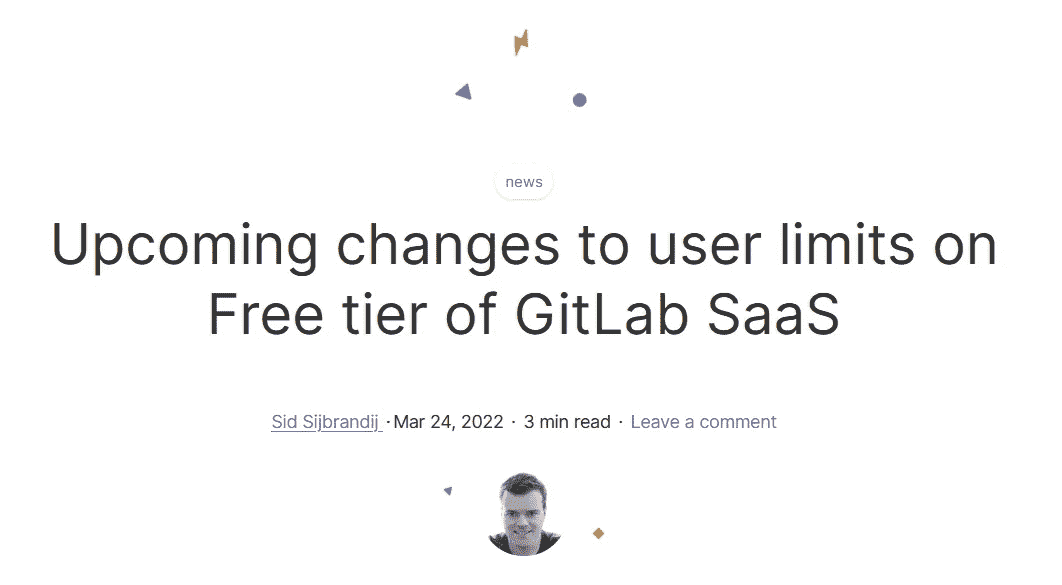 news
Upcoming changes to user limits on
Free tier of GitLab SaaS
Sid Sijbrandij · Mar 24, 2022 · 3 min read · Leave a comment